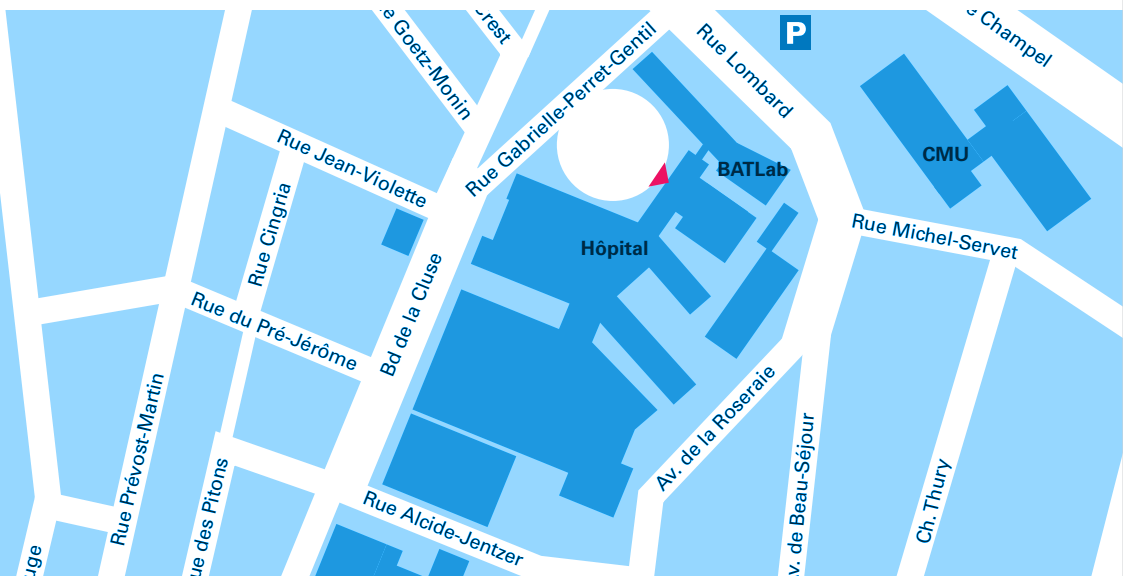 P
Crest
Goetz-Monin
Champel
Rue Gabrielle-Perret-Gentil
Rue Lombard
Rue Jean-Violette
CMU
BATLab
Rue Cingria
Rue Michel-Servet
Hôpital
Bd de la Cluse
Rue du Pré-Jérôme
Rue Prévost-Martin
Av. de la Roseraie
Av. de Beau-Séjour
Ch. Thury
Rue des Pitons
Rue Alcide-Jentzer